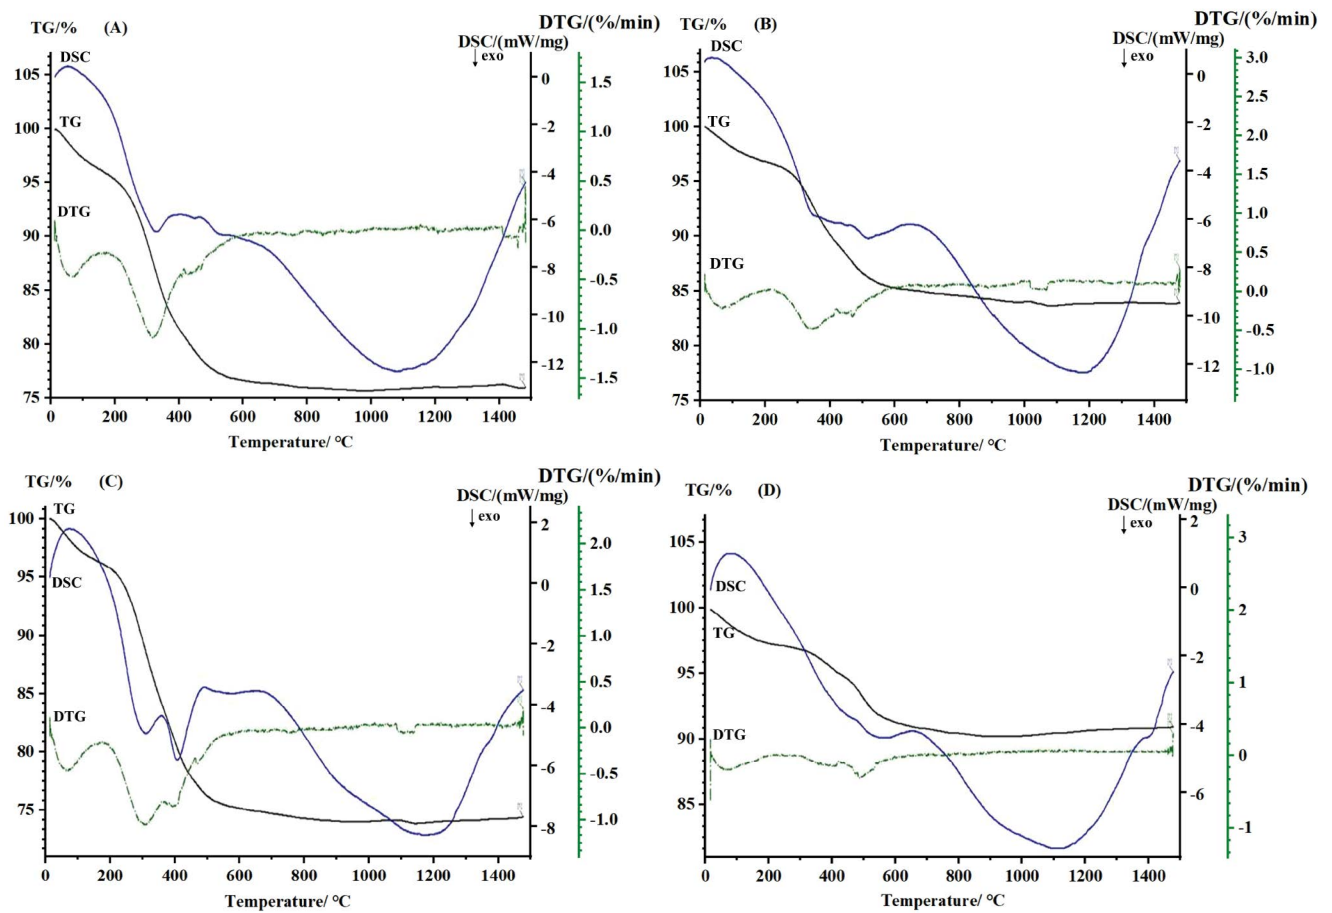 TG/% (A) DTG/(%/min)
DSC/(mW/mg)
↓ exo
DSC
TG
DTG
105
100
95
90
85
80
75
0
-2
-4
-6
-8
-10
-12
1.5
1.0
0.5
0.0
-0.5
-1.0
-1.5
0 200 400 600 800 1000 1200 1400
Temperature/ °C
TG/% (B) DTG/(%/min)
DSC/(mW/mg)
↓ exo
DSC
TG
DTG
105
100
95
90
85
80
75
0
-2
-4
-6
-8
-10
-12
3.0
2.5
2.0
1.5
1.0
0.5
0.0
-0.5
-1.0
0 200 400 600 800 1000 1200 1400
Temperature/ °C
TG/% (C) DTG/(%/min)
DSC/(mW/mg)
↓ exo
TG
DSC
DTG
100
95
90
85
80
75
2
0
-2
-4
-6
-8
2.0
1.5
1.0
0.5
0.0
-0.5
-1.0
0 200 400 600 800 1000 1200 1400
Temperature/ °C
TG/% (D) DTG/(%/min)
DSC/(mW/mg)
↓ exo
DSC
TG
DTG
105
100
95
90
85
2
0
-2
-4
-6
3
2
1
0
-1
0 200 400 600 800 1000 1200 1400
Temperature/ °C